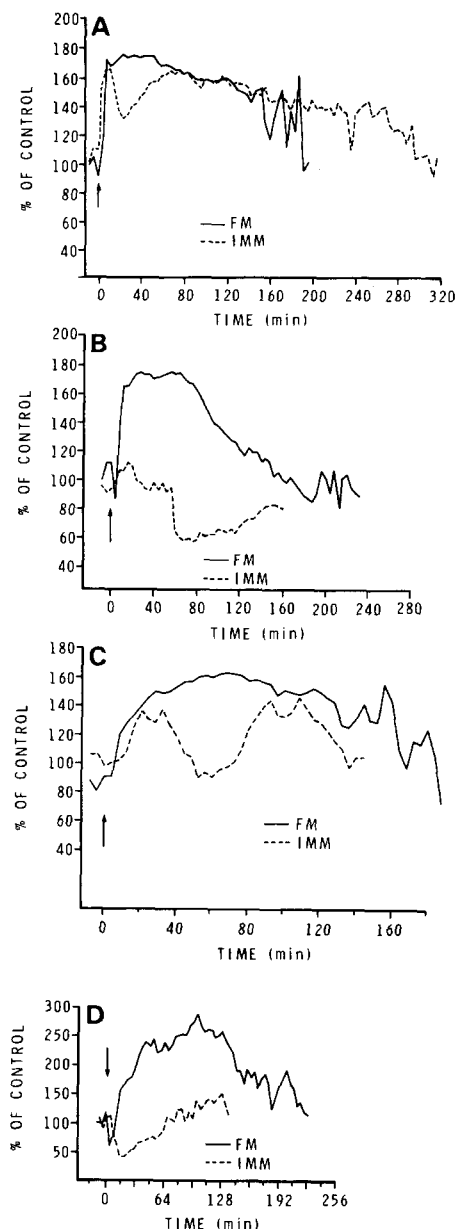 A
% OF CONTROL
200
180
160
140
120
100
80
60
40
FM
IMM
0 40 80 120 160 200 240 280 320
TIME (min)
B
% OF CONTROL
200
180
160
140
120
100
80
60
40
FM
IMM
0 40 80 120 160 200 240 280
TIME (min)
C
% OF CONTROL
180
160
140
120
100
80
60
40
FM
IMM
0 40 80 120 160
TIME (min)
D
% OF CONTROL
300
250
200
150
100
50
FM
IMM
0 64 128 192 256
TIME (min)